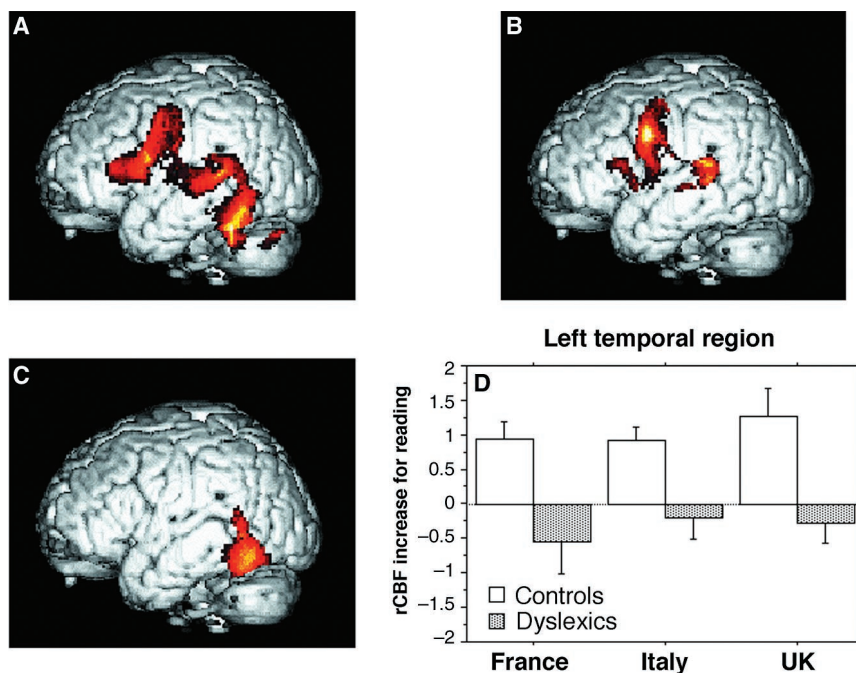 A
B
C
Left temporal region
D
rCBF increase for reading
2
1.5
1
0.5
0
–0.5
–1
–1.5
–2
Controls
Dyslexics
France Italy UK